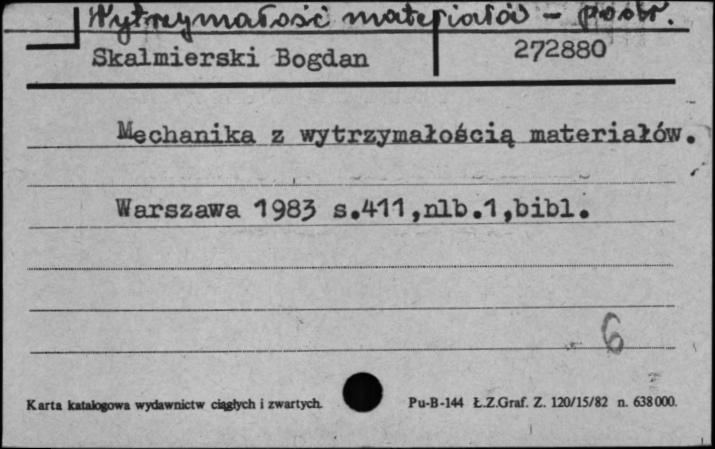 Wytrzymałość materiałów - podr.
Skalmierski Bogdan 272880
Mechanika z wytrzymałością materiałów.
Warszawa 1983 s.411,nlb.1,bibl.
6
Karta katalogowa wydawnictw ciągłych i zwartych. Pu-B-144 Ł.Z.Graf. Z. 120/15/82 n. 638000.